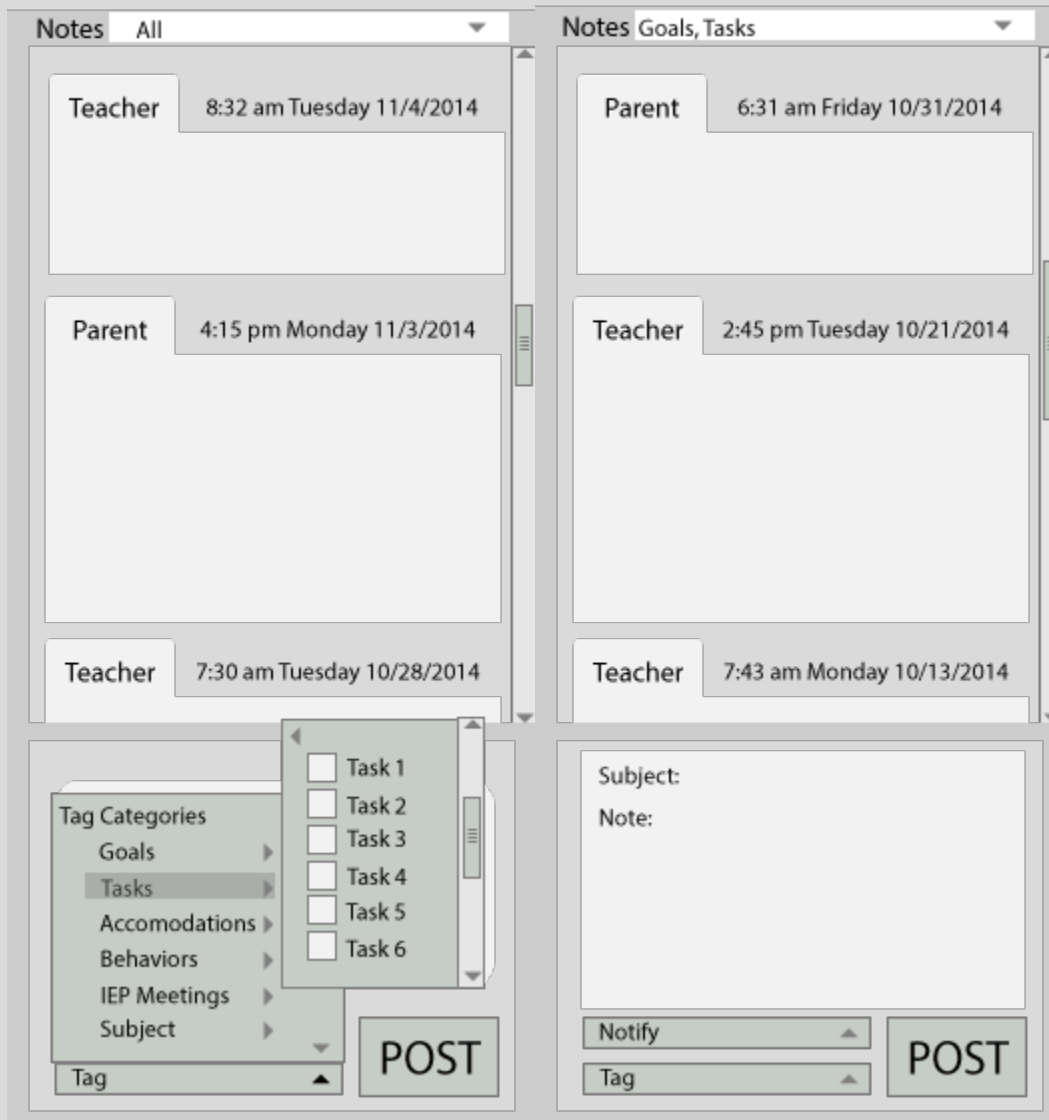 Notes All
Teacher 8:32 am Tuesday 11/4/2014
Parent 4:15 pm Monday 11/3/2014
Teacher 7:30 am Tuesday 10/28/2014
Tag Categories
Goals
Tasks
Accomodations
Behaviors
IEP Meetings
Subject
Task 1
Task 2
Task 3
Task 4
Task 5
Task 6
Tag
POST
Notes Goals, Tasks
Parent 6:31 am Friday 10/31/2014
Teacher 2:45 pm Tuesday 10/21/2014
Teacher 7:43 am Monday 10/13/2014
Subject:
Note:
Notify
Tag
POST